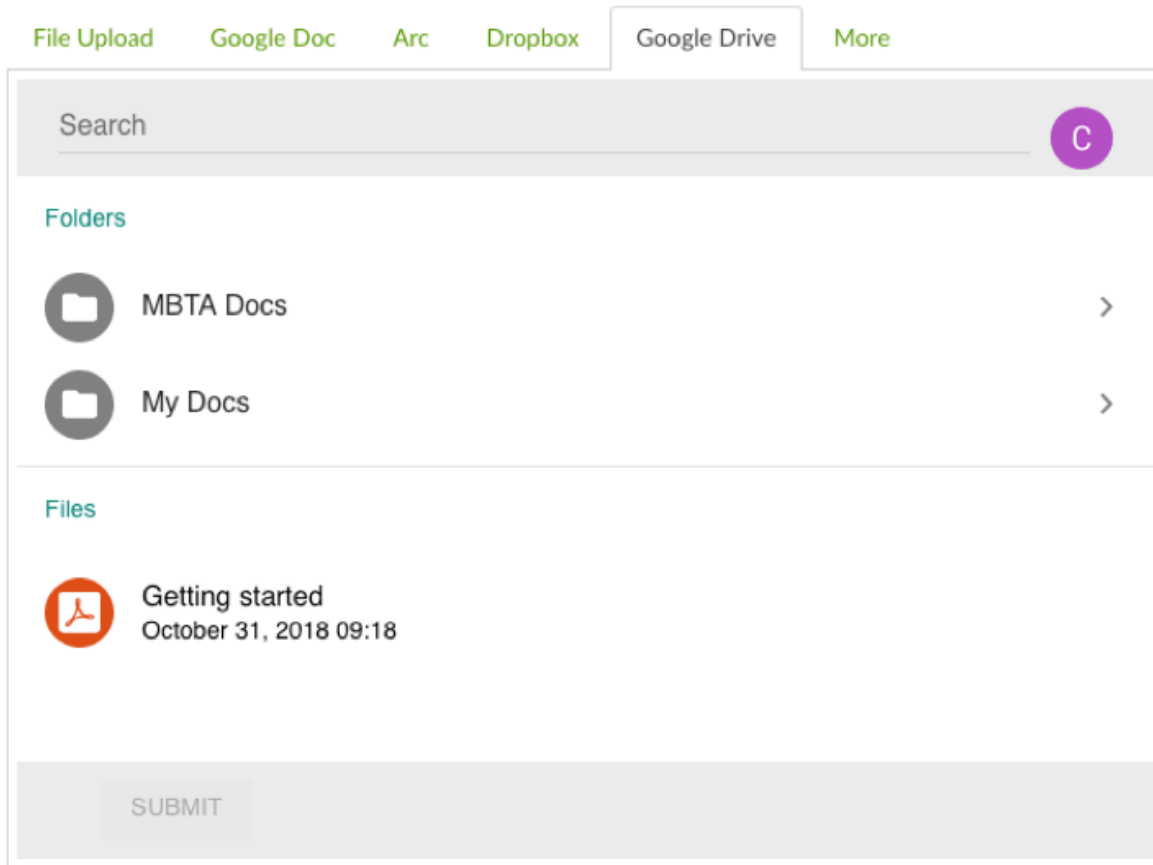 File Upload Google Doc Arc Dropbox Google Drive More
Search
C
Folders
MBTA Docs
My Docs
Files
Getting started
October 31, 2018 09:18
SUBMIT